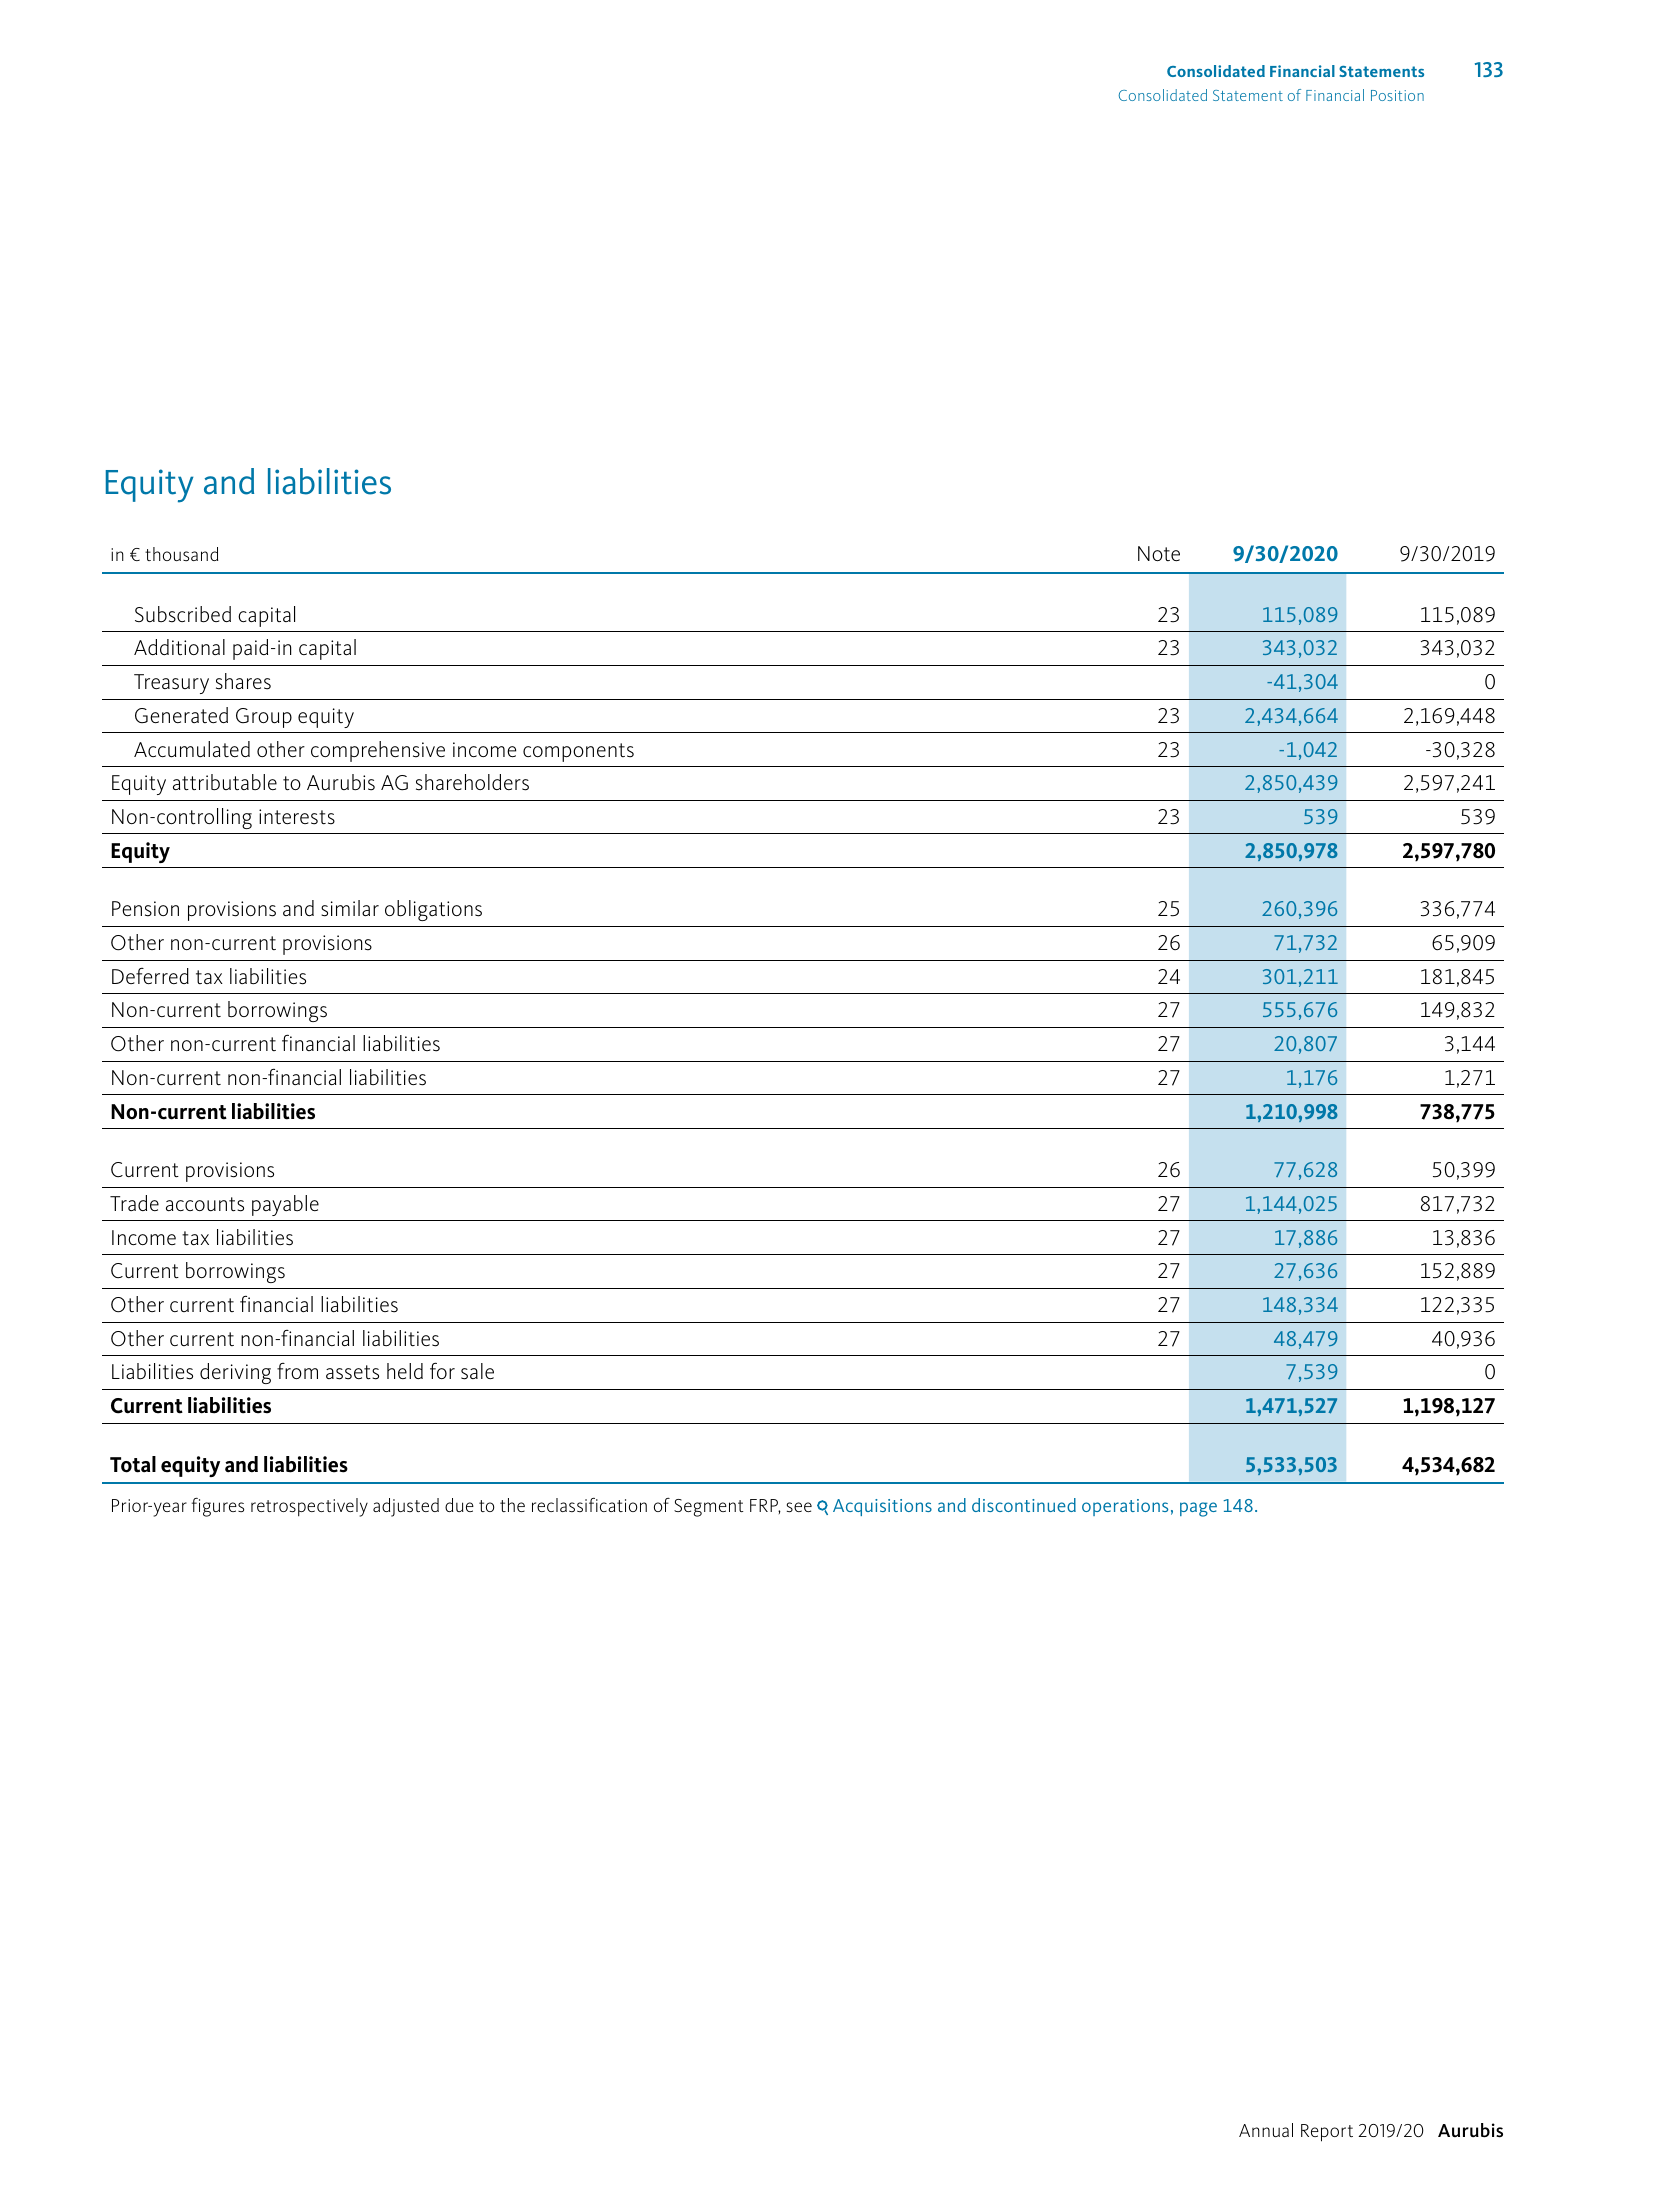 Consolidated Financial Statements 133
Consolidated Statement of Financial Position
Equity and liabilities
in € thousand Note 9/30/2020 9/30/2019
Subscribed capital 23 115,089 115,089
Additional paid-in capital 23 343,032 343,032
Treasury shares -41,304 0
Generated Group equity 23 2,434,664 2,169,448
Accumulated other comprehensive income components 23 -1,042 -30,328
Equity attributable to Aurubis AG shareholders 2,850,439 2,597,241
Non-controlling interests 23 539 539
Equity 2,850,978 2,597,780
Pension provisions and similar obligations 25 260,396 336,774
Other non-current provisions 26 71,732 65,909
Deferred tax liabilities 24 301,211 181,845
Non-current borrowings 27 555,676 149,832
Other non-current financial liabilities 27 20,807 3,144
Non-current non-financial liabilities 27 1,176 1,271
Non-current liabilities 1,210,998 738,775
Current provisions 26 77,628 50,399
Trade accounts payable 27 1,144,025 817,732
Income tax liabilities 27 17,886 13,836
Current borrowings 27 27,636 152,889
Other current financial liabilities 27 148,334 122,335
Other current non-financial liabilities 27 48,479 40,936
Liabilities deriving from assets held for sale 7,539 0
Current liabilities 1,471,527 1,198,127
Total equity and liabilities 5,533,503 4,534,682
Prior-year figures retrospectively adjusted due to the reclassification of Segment FRP, see Acquisitions and discontinued operations, page 148.
Annual Report 2019/20 Aurubis